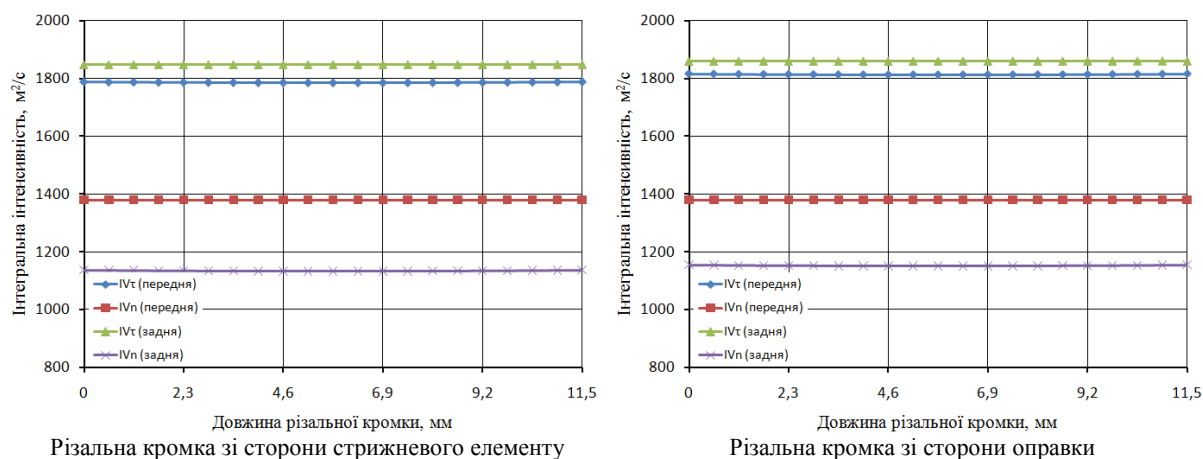 Інтегральна інтенсивність, м²/с
2000
1800
1600
1400
1200
1000
800
IVτ (передня)
IVn (передня)
IVτ (задня)
IVn (задня)
0 2,3 4,6 6,9 9,2 11,5
Довжина різальної кромки, мм
Різальна кромка зі сторони стрижневого елементу
Інтегральна інтенсивність, м²/с
2000
1800
1600
1400
1200
1000
800
IVτ (передня)
IVn (передня)
IVτ (задня)
IVn (задня)
0 2,3 4,6 6,9 9,2 11,5
Довжина різальної кромки, мм
Різальна кромка зі сторони оправки